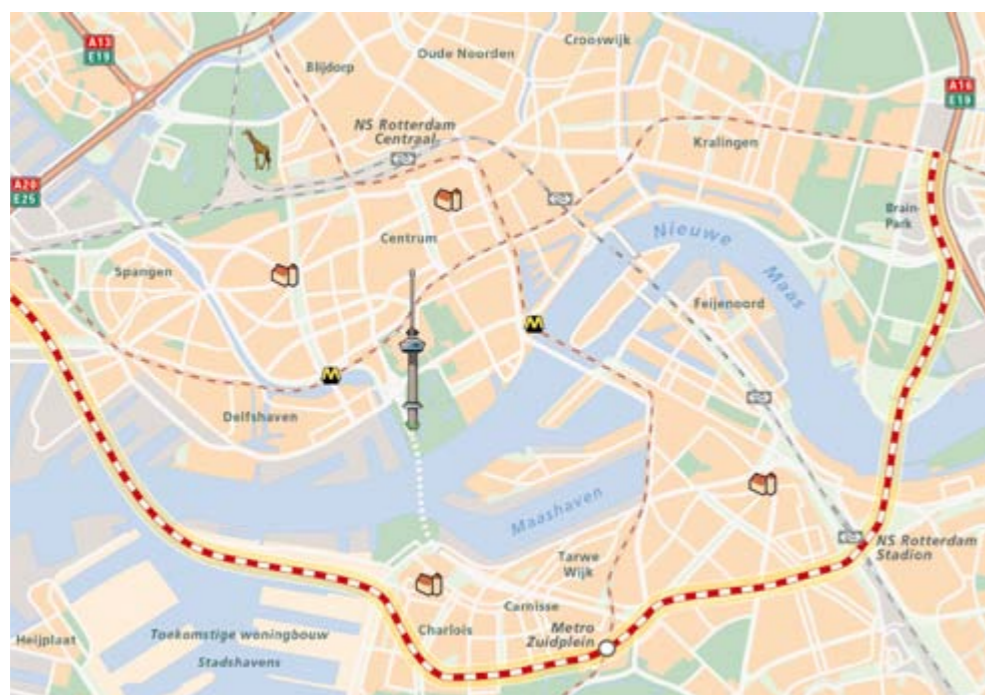 A13
E19
Blijdorp
Oude Noorden
Crooswijk
NS Rotterdam
Centraal
Kralingen
A16
E19
A20
E25
Brain-
Park
Centrum
Spangen
Nieuwe
Maas
Feijenoord
M
M
Delfshaven
Maashaven
NS Rotterdam
Stadion
Tarwe
Wijk
Carnisse
Charlois
Metro
Zuidplein
Heijplaat
Toekomstige woningbouw
Stadshavens